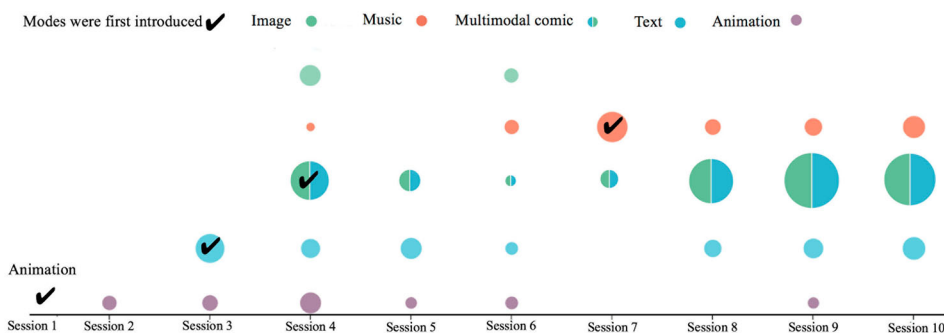 Modes were first introduced ✔ Image Music Multimodal comic Text Animation
Animation
Session 1 Session 2 Session 3 Session 4 Session 5 Session 6 Session 7 Session 8 Session 9 Session 10